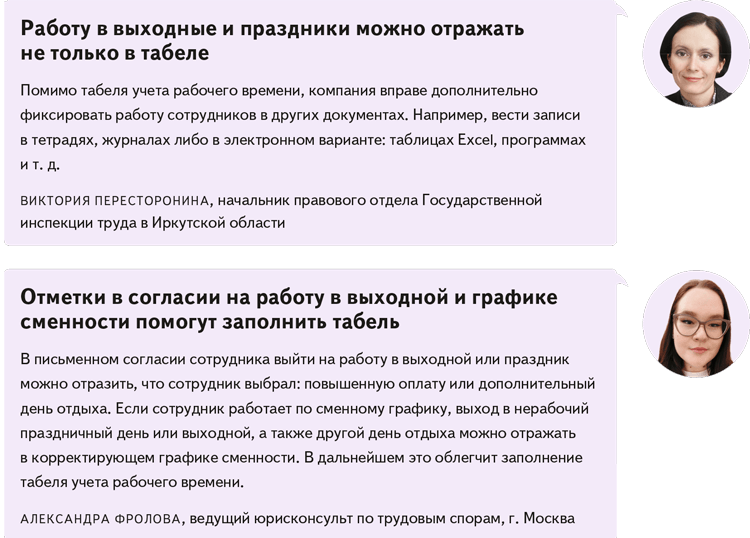 Работу в выходные и праздники можно отражать
не только в табеле
Помимо табеля учета рабочего времени, компания вправе дополнительно
фиксировать работу сотрудников в других документах. Например, вести записи
в тетрадях, журналах либо в электронном варианте: таблицах Excel, программах
и т. д.
ВИКТОРИЯ ПЕРЕСТОРОНИНА, начальник правового отдела Государственной
инспекции труда в Иркутской области
Отметки в согласии на работу в выходной и графике
сменности помогут заполнить табель
В письменном согласии сотрудника выйти на работу в выходной или праздник
можно отразить, что сотрудник выбрал: повышенную оплату или дополнительный
день отдыха. Если сотрудник работает по сменному графику, выход в нерабочий
праздничный день или выходной, а также другой день отдыха можно отражать
в корректирующем графике сменности. В дальнейшем это облегчит заполнение
табеля учета рабочего времени.
АЛЕКСАНДРА ФРОЛОВА, ведущий юрисконсульт по трудовым спорам, г. Москва